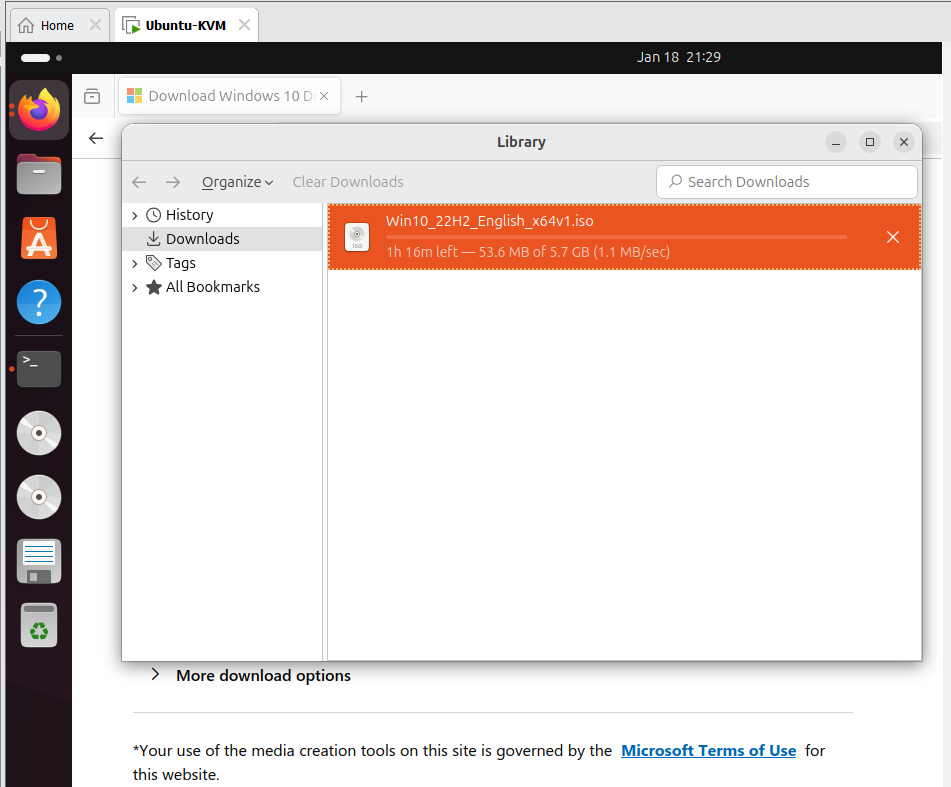 Home
Ubuntu-KVM
Jan 18 21:29
Download Windows 10 D
Library
Organize
Clear Downloads
Search Downloads
History
Downloads
Tags
All Bookmarks
Win10_22H2_English_x64v1.iso
iso
1h 16m left — 53.6 MB of 5.7 GB (1.1 MB/sec)
More download options
*Your use of the media creation tools on this site is governed by the Microsoft Terms of Use for
this website.